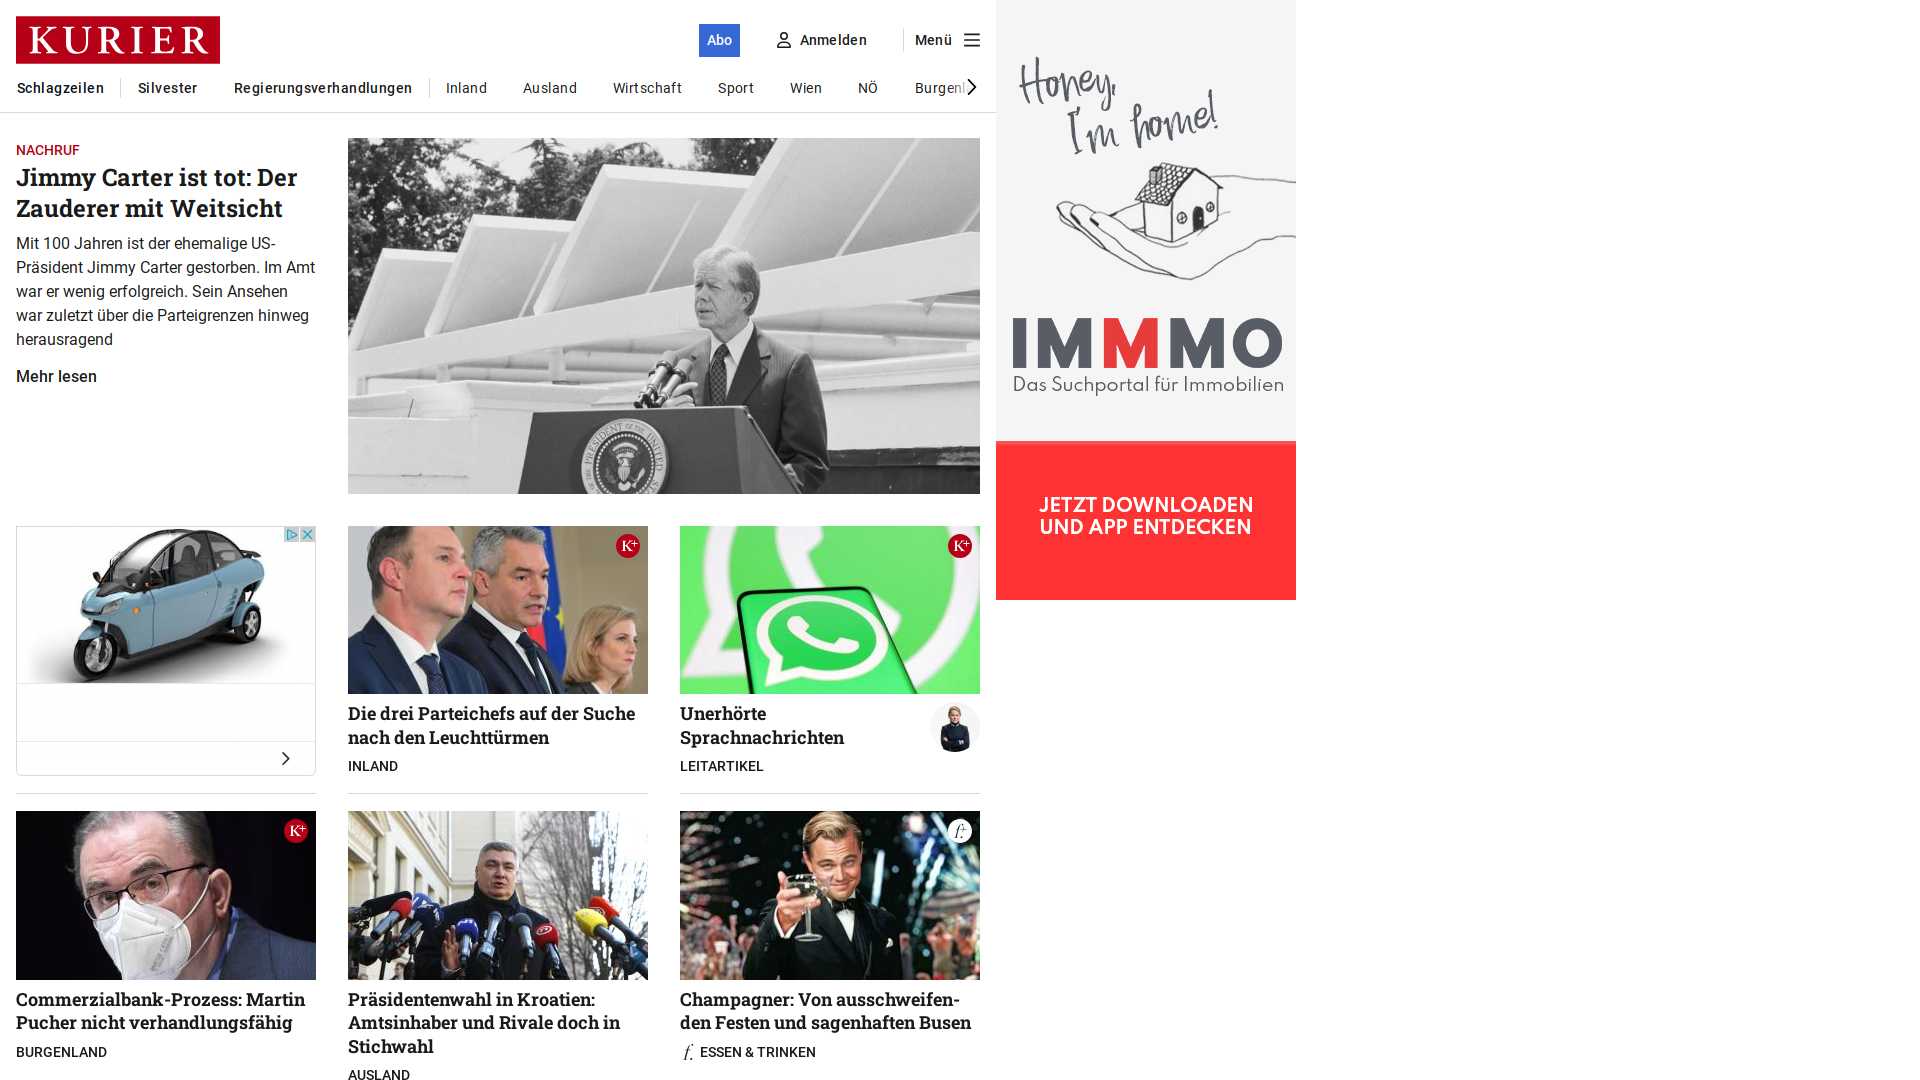 KURIER
Abo
Anmelden
Menü
Schlagzeilen
Silvester
Regierungsverhandlungen
Inland
Ausland
Wirtschaft
Sport
Wien
NÖ
NACHRUF
Jimmy Carter ist tot: Der
Zauderer mit Weitsicht
Mit 100 Jahren ist der ehemalige US-
Präsident Jimmy Carter gestorben. Im Amt
war er wenig erfolgreich. Sein Ansehen
war zuletzt über die Parteigrenzen hinweg
herausragend
Mehr lesen
Honey,
I'm home!
IMMMO
Das Suchportal für Immobilien
JETZT DOWNLOADEN
UND APP ENTDECKEN
K+
Die drei Parteichefs auf der Suche
nach den Leuchttürmen
INLAND
K+
Unerhörte
Sprachnachrichten
LEITARTIKEL
K+
Commerzialbank-Prozess: Martin
Pucher nicht verhandlungsfähig
BURGENLAND
Präsidentenwahl in Kroatien:
Amtsinhaber und Rivale doch in
Stichwahl
AUSLAND
f+
Champagner: Von ausschweifen-
den Festen und sagenhaften Busen
f. ESSEN & TRINKEN